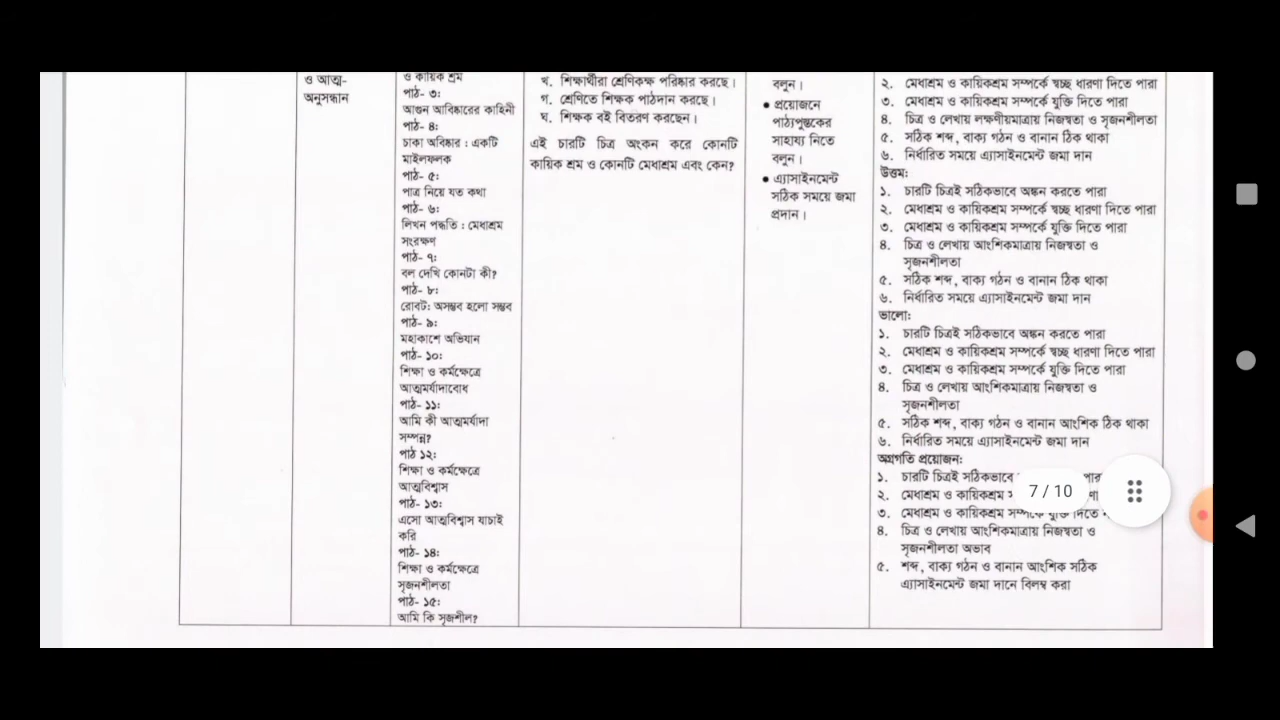 ও আত্ম-
অনুসন্ধান
ও কায়িক শ্রম
পাঠ- ৩:
আগুন আবিষ্কারের কাহিনী
পাঠ- ৪:
চাকা অবিষ্কার : একটি
মাইলফলক
পাঠ- ৫:
পাত্র নিয়ে যত কথা
পাঠ- ৬:
লিখন পদ্ধতি : মেধাশ্রম
সংরক্ষণ
পাঠ- ৭:
বল দেখি কোনটা কী?
পাঠ- ৮:
রোবট: অসম্ভব হলো সম্ভব
পাঠ- ৯:
মহাকাশে অভিযান
পাঠ- ১০:
শিক্ষা ও কর্মক্ষেত্রে
আত্মমর্যাদাবোধ
পাঠ- ১১:
আমি কী আত্মমর্যাদা
সম্পন্ন?
পাঠ ১২:
শিক্ষা ও কর্মক্ষেত্রে
আত্মবিশ্বাস
পাঠ- ১৩:
এসো আত্মবিশ্বাস যাচাই
করি
পাঠ- ১৪:
শিক্ষা ও কর্মক্ষেত্রে
সৃজনশীলতা
পাঠ- ১৫:
আমি কি সৃজশীল?
খ. শিক্ষার্থীরা শ্রেণিকক্ষ পরিষ্কার করছে।
গ. শ্রেণিতে শিক্ষক পাঠদান করছে।
ঘ. শিক্ষক বই বিতরণ করছেন।
এই চারটি চিত্র অংকন করে কোনটি
কায়িক শ্রম ও কোনটি মেধাশ্রম এবং কেন?
বলুন।
● প্রয়োজনে
পাঠ্যপুস্তকের
সাহায্য নিতে
বলুন।
● এ্যাসাইনমেন্ট
সঠিক সময়ে জমা
প্রদান।
২. মেধাশ্রম ও কায়িকশ্রম সম্পর্কে স্বচ্ছ ধারণা দিতে পারা
৩. মেধাশ্রম ও কায়িকশ্রম সম্পর্কে যুক্তি দিতে পারা
৪. চিত্র ও লেখায় লক্ষণীয়মাত্রায় নিজস্বতা ও সৃজনশীলতা
৫. সঠিক শব্দ, বাক্য গঠন ও বানান ঠিক থাকা
৬. নির্ধারিত সময়ে এ্যাসাইনমেন্ট জমা দান
উত্তম:
১. চারটি চিত্রই সঠিকভাবে অঙ্কন করতে পারা
২. মেধাশ্রম ও কায়িকশ্রম সম্পর্কে স্বচ্ছ ধারণা দিতে পারা
৩. মেধাশ্রম ও কায়িকশ্রম সম্পর্কে যুক্তি দিতে পারা
৪. চিত্র ও লেখায় আংশিকমাত্রায় নিজস্বতা ও
সৃজনশীলতা
৫. সঠিক শব্দ, বাক্য গঠন ও বানান ঠিক থাকা
৬. নির্ধারিত সময়ে এ্যাসাইনমেন্ট জমা দান
ভালো:
১. চারটি চিত্রই সঠিকভাবে অঙ্কন করতে পারা
২. মেধাশ্রম ও কায়িকশ্রম সম্পর্কে স্বচ্ছ ধারণা দিতে পারা
৩. মেধাশ্রম ও কায়িকশ্রম সম্পর্কে যুক্তি দিতে পারা
৪. চিত্র ও লেখায় আংশিকমাত্রায় নিজস্বতা ও
সৃজনশীলতা
৫. সঠিক শব্দ, বাক্য গঠন ও বানান আংশিক ঠিক থাকা
৬. নির্ধারিত সময়ে এ্যাসাইনমেন্ট জমা দান
অগ্রগতি প্রয়োজন:
১. চারটি চিত্রই সঠিকভাবে
২. মেধাশ্রম ও কায়িকশ্রম
৩. মেধাশ্রম ও কায়িকশ্রম সম্পর্কে যুক্তি দিতে
৪. চিত্র ও লেখায় আংশিকমাত্রায় নিজস্বতা ও
সৃজনশীলতা অভাব
৫. শব্দ, বাক্য গঠন ও বানান আংশিক সঠিক
এ্যাসাইনমেন্ট জমা দানে বিলম্ব করা
7 / 10